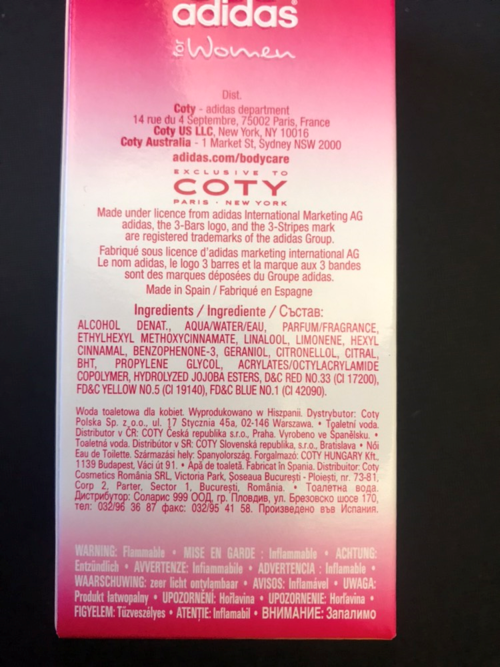 adidas®
for Women
Dist.
Coty - adidas department
14 rue du 4 Septembre, 75002 Paris, France
Coty US LLC, New York, NY 10016
Coty Australia - 1 Market St, Sydney NSW 2000
adidas.com/bodycare
EXCLUSIVE TO
COTY
PARIS · NEW YORK
Made under licence from adidas International Marketing AG
adidas, the 3-Bars logo, and the 3-Stripes mark
are registered trademarks of the adidas Group.
Fabriqué sous licence d'adidas marketing international AG
Le nom adidas, le logo 3 barres et la marque aux 3 bandes
sont des marques déposées du Groupe adidas.
Made in Spain / Fabriqué en Espagne
Ingredients / Ingrediente / Състав:
ALCOHOL DENAT., AQUA/WATER/EAU, PARFUM/FRAGRANCE,
ETHYLHEXYL METHOXYCINNAMATE, LINALOOL, LIMONENE, HEXYL
CINNAMAL, BENZOPHENONE-3, GERANIOL, CITRONELLOL, CITRAL,
BHT, PROPYLENE GLYCOL, ACRYLATES/OCTYLACRYLAMIDE
COPOLYMER, HYDROLYZED JOJOBA ESTERS, D&C RED NO.33 (CI 17200),
FD&C YELLOW NO.5 (CI 19140), FD&C BLUE NO.1 (CI 42090).
Woda toaletowa dla kobiet. Wyprodukowano w Hiszpanii. Dystrybutor: Coty
Polska Sp. z o.o., ul. 17 Stycznia 45a, 02-146 Warszawa. • Toaletní voda.
Distributor v ČR: COTY Česká republika s.r.o., Praha. Vyrobeno ve Španělsku. •
Toaletná voda. Distribútor v SR: COTY Slovenská republika, s.r.o., Bratislava • Női
Eau de Toilette. Származási hely: Spanyolország. Forgalmazó: COTY HUNGARY Kft.,
1139 Budapest, Váci út 91. • Apă de toaletă. Fabricat în Spania. Distribuitor: Coty
Cosmetics România SRL, Victoria Park, Şoseaua Bucureşti - Ploieşti, nr. 73-81,
Corp 2, Parter, Sector 1, Bucureşti, România. • Тоалетна вода.
Дистрибутор: Соларис 999 ООД, гр. Пловдив, ул. Брезовско шосе 170,
тел: 032/96 36 87 факс: 032/95 41 58. Произведено във Испания.
WARNING: Flammable • MISE EN GARDE : Inflammable • ACHTUNG:
Entzündlich • AVVERTENZE: Infiammabile • ADVERTENCIA : Inflamable •
WAARSCHUWING: zeer licht ontvlambaar • AVISOS: Inflamável • UWAGA:
Produkt łatwopalny • UPOZORNĚNÍ: Hořlavina • UPOZORNENIE: Horľavina •
FIGYELEM: Tűzveszélyes • ATENŢIE: Inflamabil • ВНИМАНИЕ: Запалимо